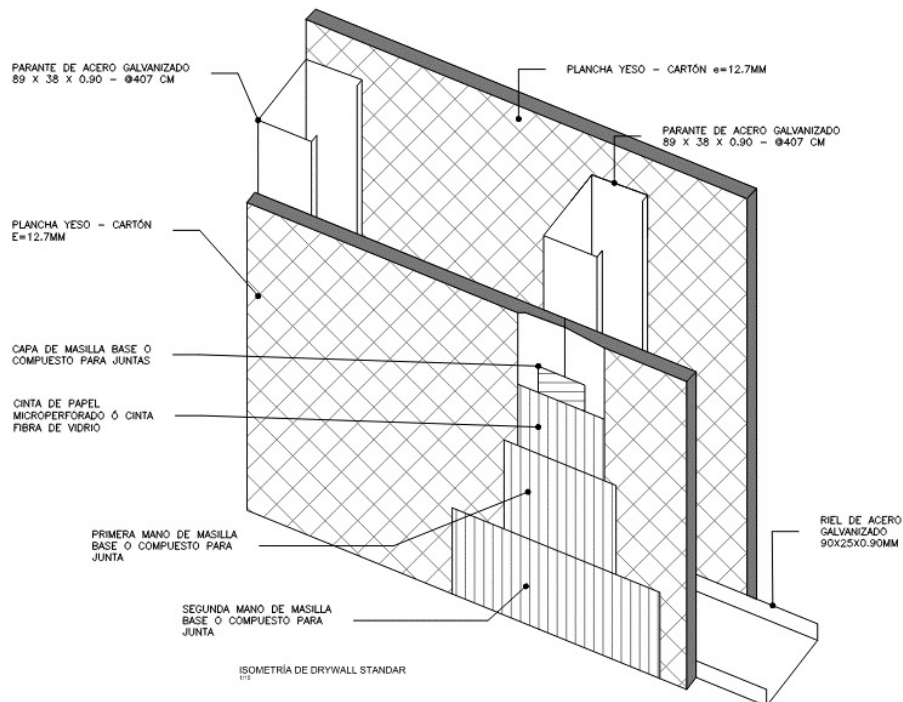 PARANTE DE ACERO GALVANIZADO
89 X 38 X 0.90 - @407 CM
PLANCHA YESO - CARTÓN e=12.7MM
PARANTE DE ACERO GALVANIZADO
89 X 38 X 0.90 - @407 CM
PLANCHA YESO - CARTÓN
E=12.7MM
CAPA DE MASILLA BASE O
COMPUESTO PARA JUNTAS
CINTA DE PAPEL
MICROPERFORADO Ó CINTA
FIBRA DE VIDRIO
PRIMERA MANO DE MASILLA
BASE O COMPUESTO PARA
JUNTA
RIEL DE ACERO
GALVANIZADO
90X25X0.90MM
SEGUNDA MANO DE MASILLA
BASE O COMPUESTO PARA
JUNTA
ISOMETRÍA DE DRYWALL STANDAR